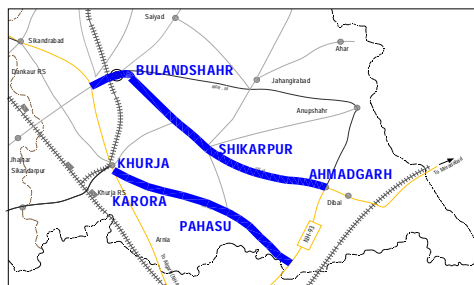 Saiyad
Sikandrabad
Ahar
Dankaur RS
BULANDSHAHR
Jahangirabad
Anupshahr
SHIKARPUR
Jhajhar
KHURJA
Sikandarpur
AHMADGARH
Khurja RS
KARORA
Dibai
To Moradabad
PAHASU
NH-93
Arnia